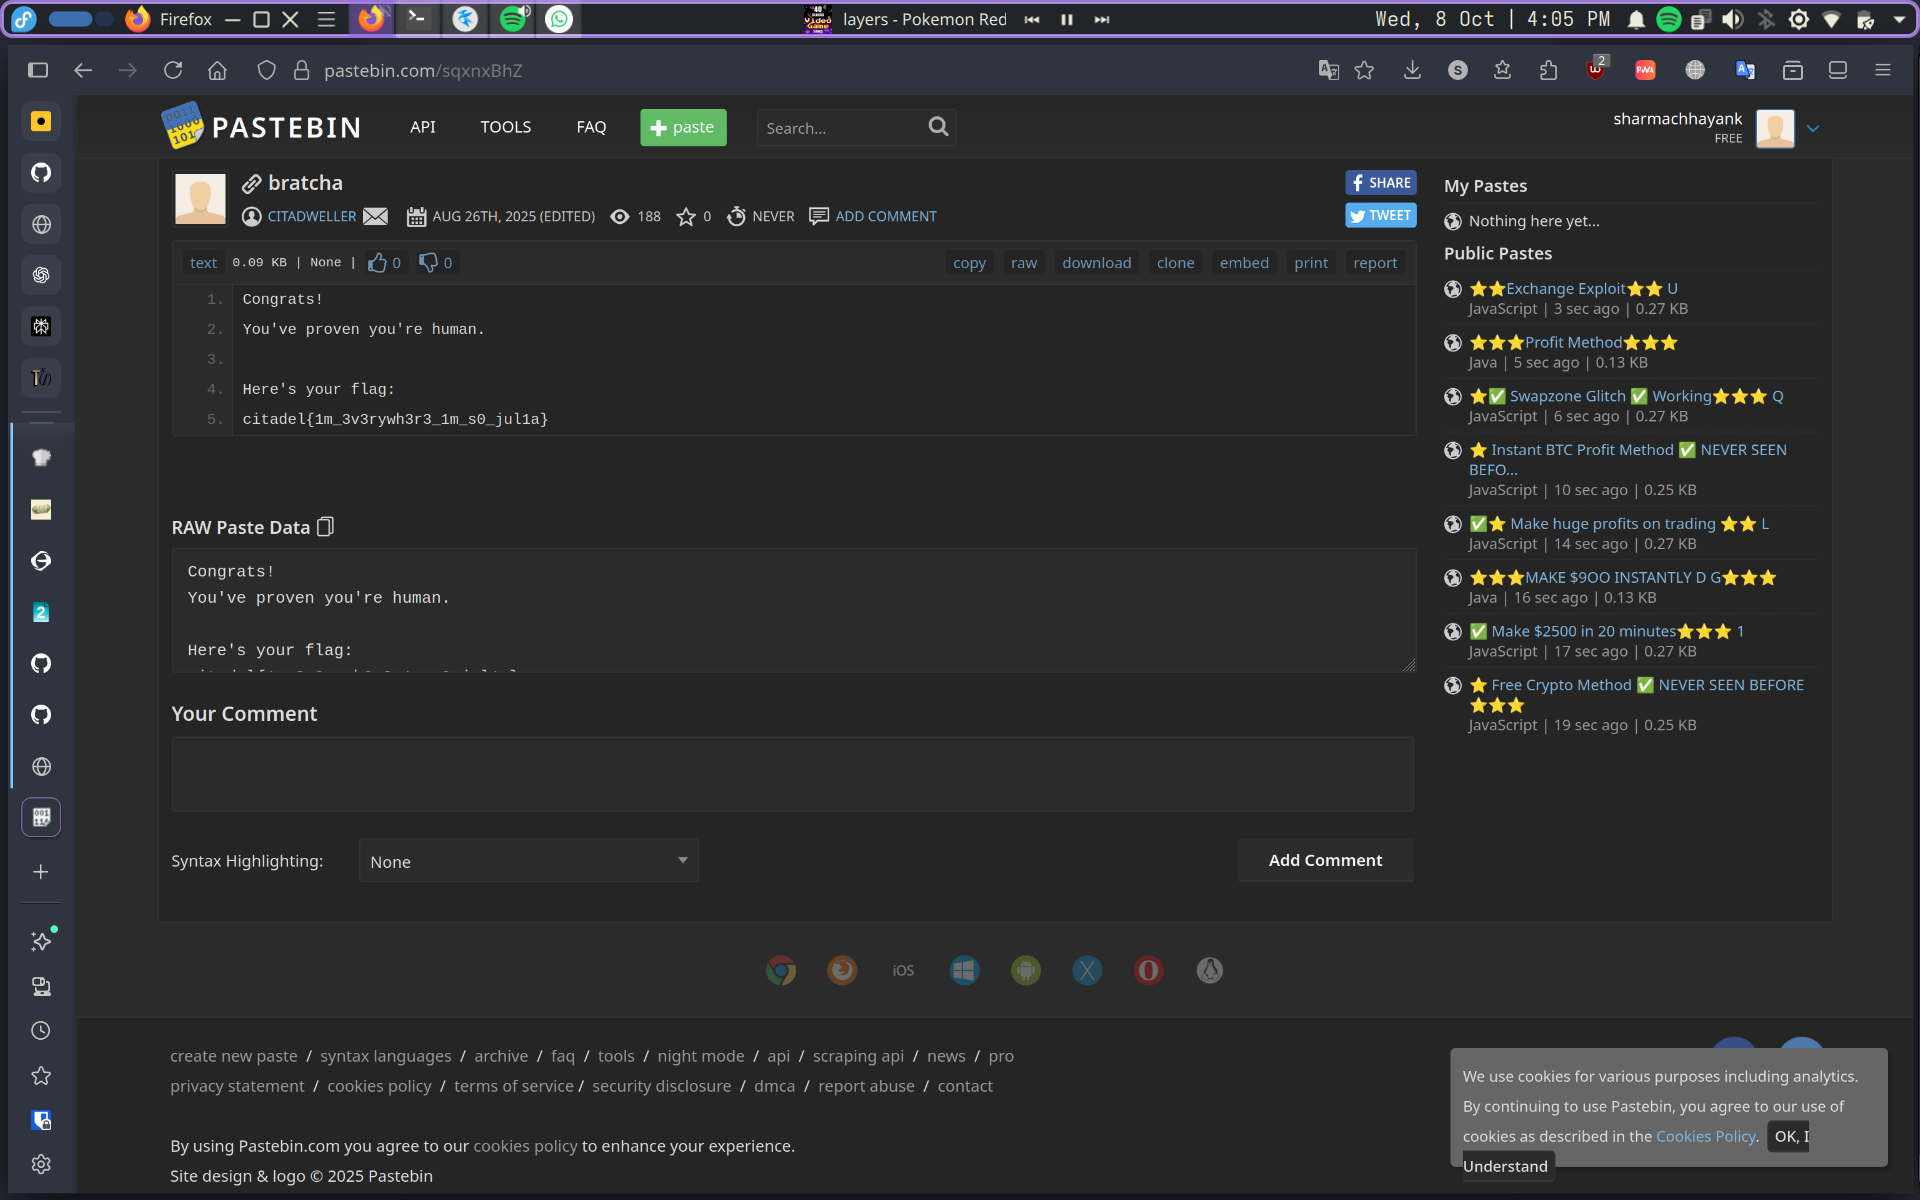 Firefox
layers - Pokemon Red
Wed, 8 Oct | 4:05 PM
pastebin.com/sqxnxBhZ
2
S
PWA
PASTEBIN
API
TOOLS
FAQ
paste
Search...
sharmachhayank
FREE
bratcha
CITADWELLER
AUG 26TH, 2025 (EDITED)
188
0
NEVER
ADD COMMENT
SHARE
TWEET
text
0.09 KB | None |
0
0
copy
raw
download
clone
embed
print
report
1. Congrats!
2. You've proven you're human.
3.
4. Here's your flag:
5. citadel{1m_3v3rywh3r3_1m_s0_jul1a}
RAW Paste Data
Congrats!
You've proven you're human.
Here's your flag:
Your Comment
Syntax Highlighting:
None
Add Comment
My Pastes
Nothing here yet...
Public Pastes
⭐⭐Exchange Exploit⭐⭐ U
JavaScript | 3 sec ago | 0.27 KB
⭐⭐⭐Profit Method⭐⭐⭐
Java | 5 sec ago | 0.13 KB
⭐✅ Swapzone Glitch ✅ Working⭐⭐⭐ Q
JavaScript | 6 sec ago | 0.27 KB
⭐ Instant BTC Profit Method ✅ NEVER SEEN
BEFO...
JavaScript | 10 sec ago | 0.25 KB
✅⭐ Make huge profits on trading ⭐⭐ L
JavaScript | 14 sec ago | 0.27 KB
⭐⭐⭐MAKE $9OO INSTANTLY D G⭐⭐⭐
Java | 16 sec ago | 0.13 KB
✅ Make $2500 in 20 minutes⭐⭐⭐ 1
JavaScript | 17 sec ago | 0.27 KB
⭐ Free Crypto Method ✅ NEVER SEEN BEFORE
⭐⭐⭐
JavaScript | 19 sec ago | 0.25 KB
iOS
create new paste / syntax languages / archive / faq / tools / night mode / api / scraping api / news / pro
privacy statement / cookies policy / terms of service / security disclosure / dmca / report abuse / contact
By using Pastebin.com you agree to our cookies policy to enhance your experience.
Site design & logo © 2025 Pastebin
We use cookies for various purposes including analytics.
By continuing to use Pastebin, you agree to our use of
cookies as described in the Cookies Policy. OK, I
Understand